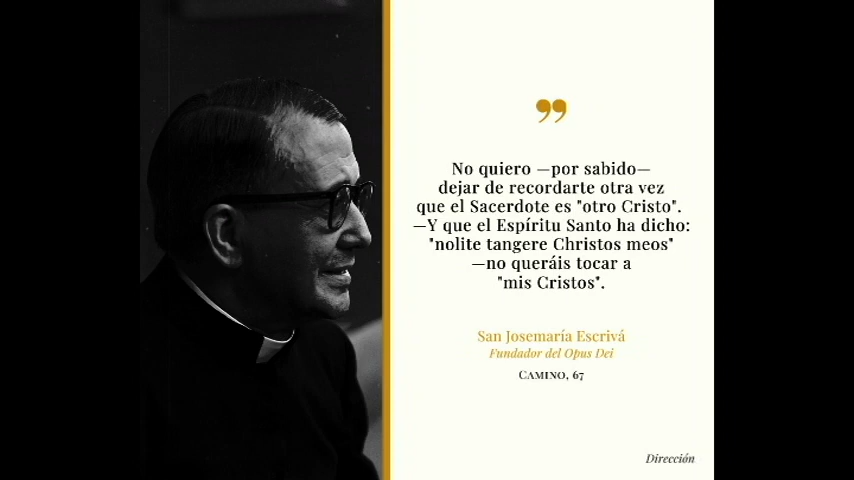 ”
No quiero —por sabido—
dejar de recordarte otra vez
que el Sacerdote es "otro Cristo".
—Y que el Espíritu Santo ha dicho:
"nolite tangere Christos meos"
—no queráis tocar a
"mis Cristos".
San Josemaría Escrivá
Fundador del Opus Dei
CAMINO, 67
Dirección